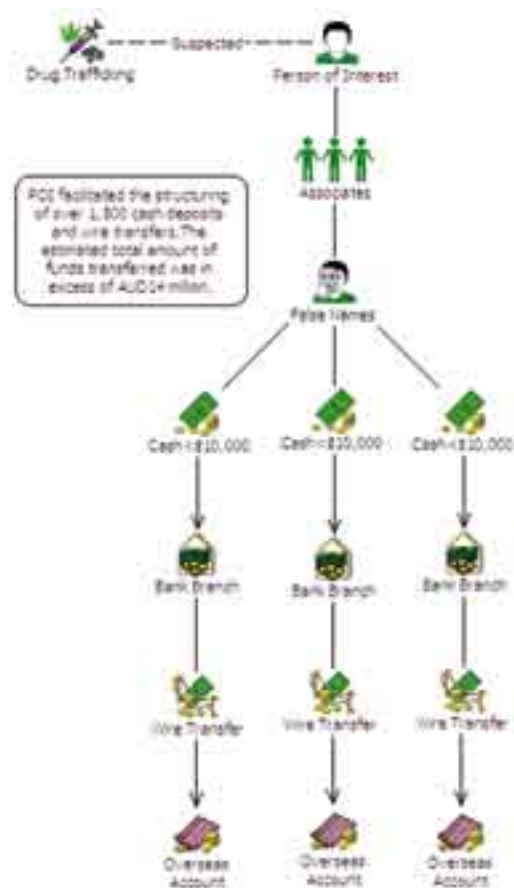 Suspected
Drug Trafficking
Person of Interest
Associates
POI facilitated the structuring
of over 1,800 cash deposits
and wire transfers. The
estimated total amount of
funds transferred was in
excess of AUD14 million.
False Names
Cash<$10,000
Cash<$10,000
Cash<$10,000
Bank Branch
Bank Branch
Bank Branch
Wire Transfer
Wire Transfer
Wire Transfer
Overseas
Account
Overseas
Account
Overseas
Account